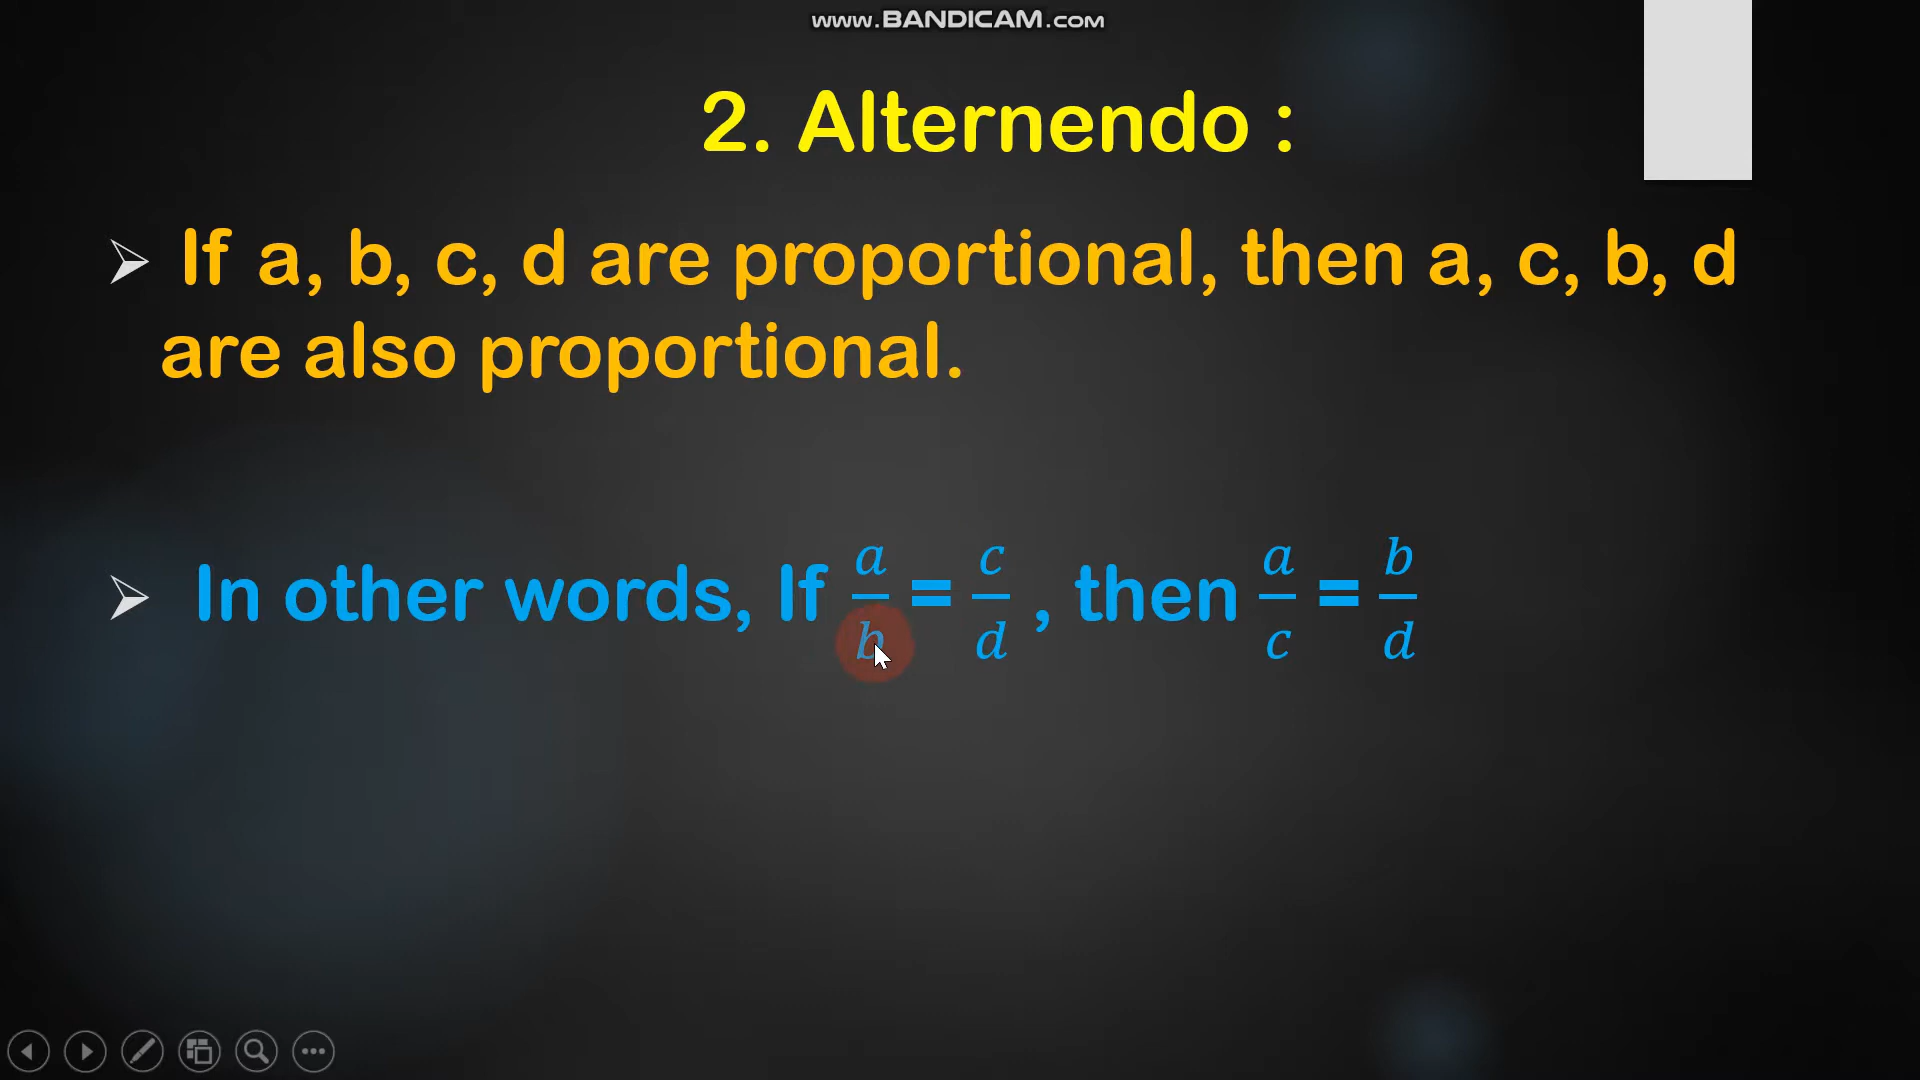 www.BANDICAM.com
2. Alternendo :
If a, b, c, d are proportional, then a, c, b, d
are also proportional.
In other words, If a/b = c/d , then a/c = b/d